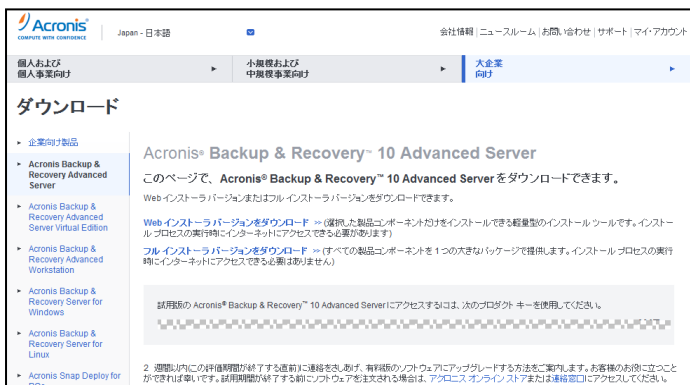 Acronis
COMPUTE WITH CONFIDENCE
Japan - 日本語
会社情報 | ニュースルーム | お問い合わせ | サポート | マイ・アカウント
個人および
個人事業向け
小規模および
中規模事業向け
大企業
向け
ダウンロード
企業向け製品
Acronis Backup &
Recovery Advanced
Server
Acronis Backup &
Recovery Advanced
Server Virtual Edition
Acronis Backup &
Recovery Advanced
Workstation
Acronis Backup &
Recovery Server for
Windows
Acronis Backup &
Recovery Server for
Linux
Acronis Snap Deploy for
Acronis® Backup & Recovery™ 10 Advanced Server
このページで、Acronis® Backup & Recovery™ 10 Advanced Server をダウンロードできます。
Web インストーラ バージョンまたはフル インストーラ バージョンをダウンロードできます。
Web インストーラ バージョンをダウンロード >> (選択した製品コンポーネントだけをインストールできる軽量型のインストール ツールです。インストー
ル プロセスの実行時にインターネットにアクセスできる必要があります)
フル インストーラ バージョンをダウンロード >> (すべての製品コンポーネントを 1 つの大きなパッケージで提供します。インストール プロセスの実行
時にインターネットにアクセスできる必要はありません)
試用版の Acronis® Backup & Recovery™ 10 Advanced Serverにアクセスするには、次のプロダクト キーを使用してください。
2 週間以内(この評価期間が終了する直前)に連絡をさしあげ、有料版のソフトウェアにアップグレードする方法をご案内します。お客様のお役に立つこと
ができれば幸いです。試用期間が終了する前にソフトウェアを注文される場合は、アクロニス オンライン ストアまたは連絡窓口にアクセスしてください。